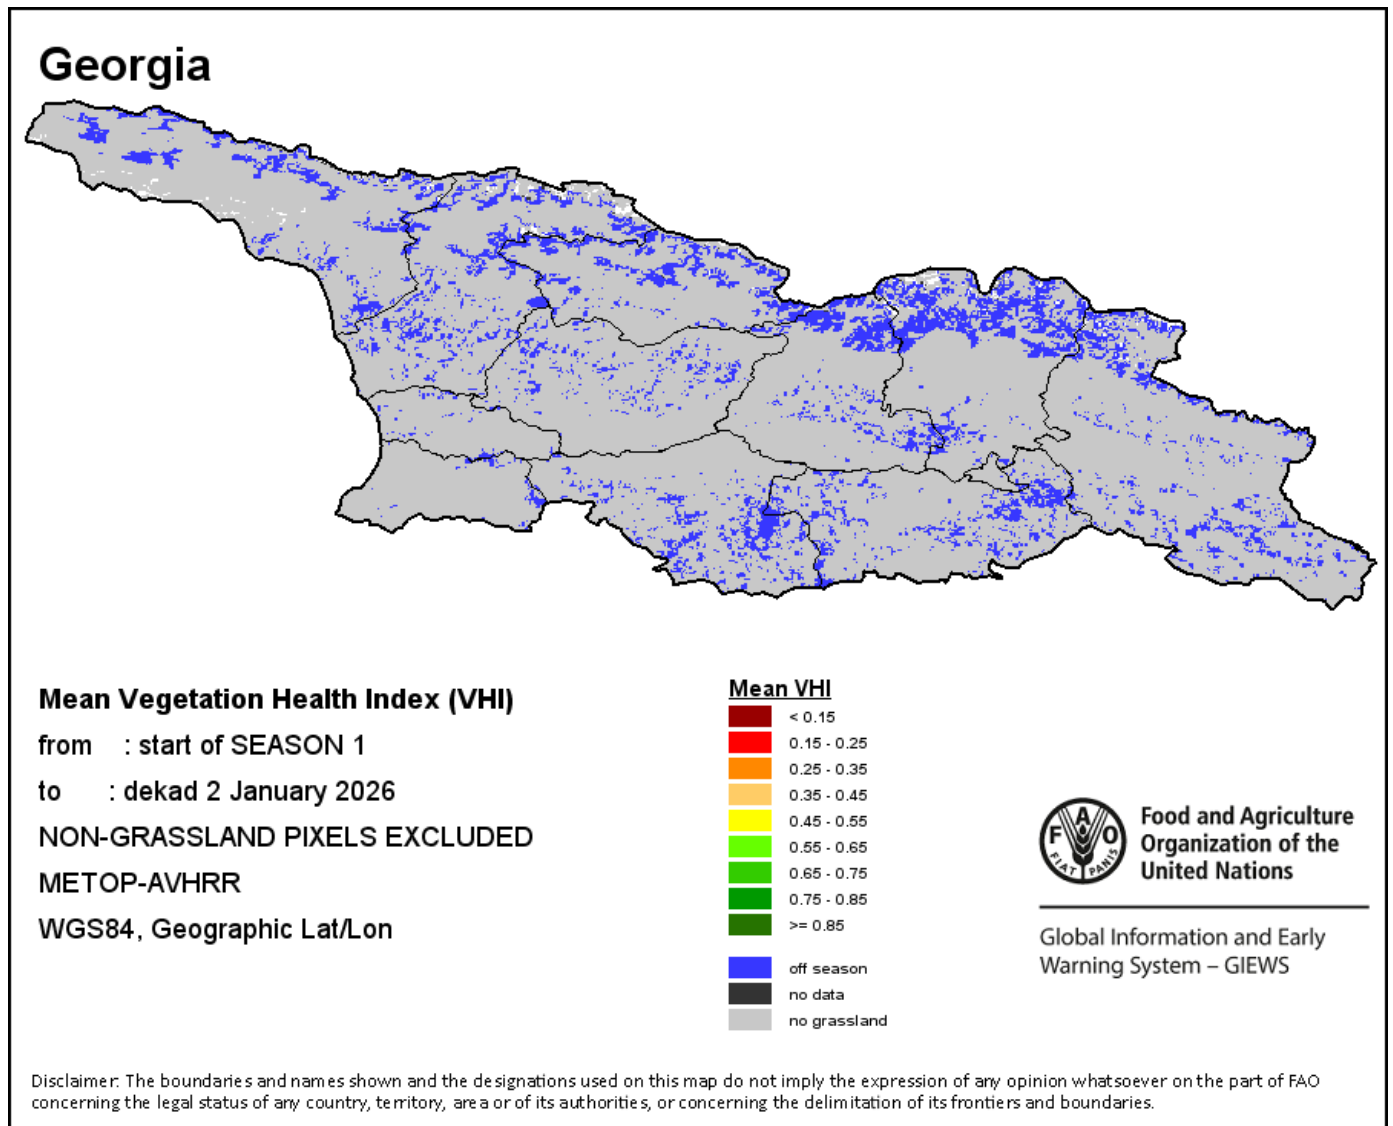 Georgia
Mean Vegetation Health Index (VHI)
from : start of SEASON 1
to : dekad 2 January 2026
NON-GRASSLAND PIXELS EXCLUDED
METOP-AVHRR
WGS84, Geographic Lat/Lon
Mean VHI
< 0.15
0.15 - 0.25
0.25 - 0.35
0.35 - 0.45
0.45 - 0.55
0.55 - 0.65
0.65 - 0.75
0.75 - 0.85
>= 0.85
off season
no data
no grassland
F A O
FIAT PANIS
Food and Agriculture
Organization of the
United Nations
Global Information and Early
Warning System – GIEWS
Disclaimer: The boundaries and names shown and the designations used on this map do not imply the expression of any opinion whatsoever on the part of FAO
concerning the legal status of any country, territory, area or of its authorities, or concerning the delimitation of its frontiers and boundaries.